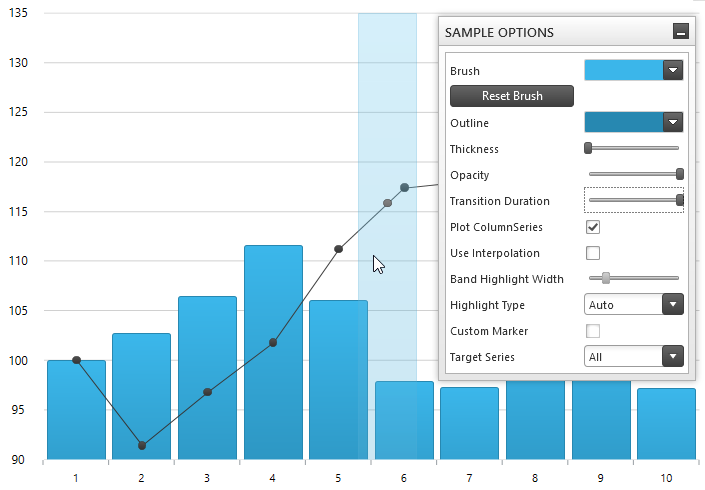 135
130
125
120
115
110
105
100
95
90
1 2 3 4 5 6 7 8 9 10
SAMPLE OPTIONS
Brush
Reset Brush
Outline
Thickness
Opacity
Transition Duration
Plot ColumnSeries
Use Interpolation
Band Highlight Width
Highlight Type Auto
Custom Marker
Target Series All